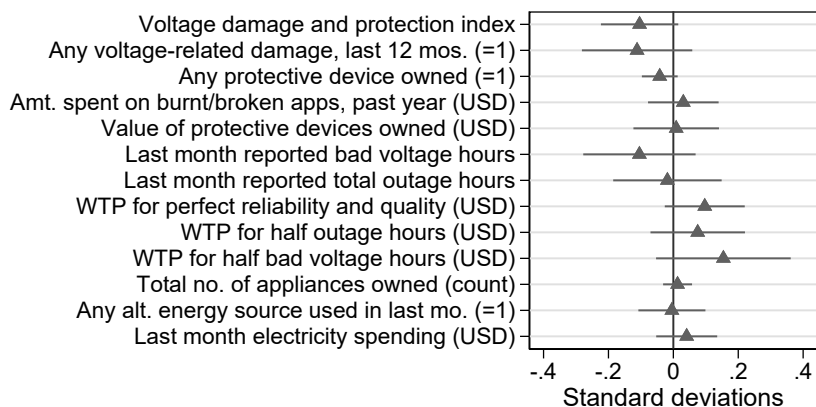 Voltage damage and protection index
Any voltage-related damage, last 12 mos. (=1)
Any protective device owned (=1)
Amt. spent on burnt/broken apps, past year (USD)
Value of protective devices owned (USD)
Last month reported bad voltage hours
Last month reported total outage hours
WTP for perfect reliability and quality (USD)
WTP for half outage hours (USD)
WTP for half bad voltage hours (USD)
Total no. of appliances owned (count)
Any alt. energy source used in last mo. (=1)
Last month electricity spending (USD)
-.4 -.2 0 .2 .4
Standard deviations